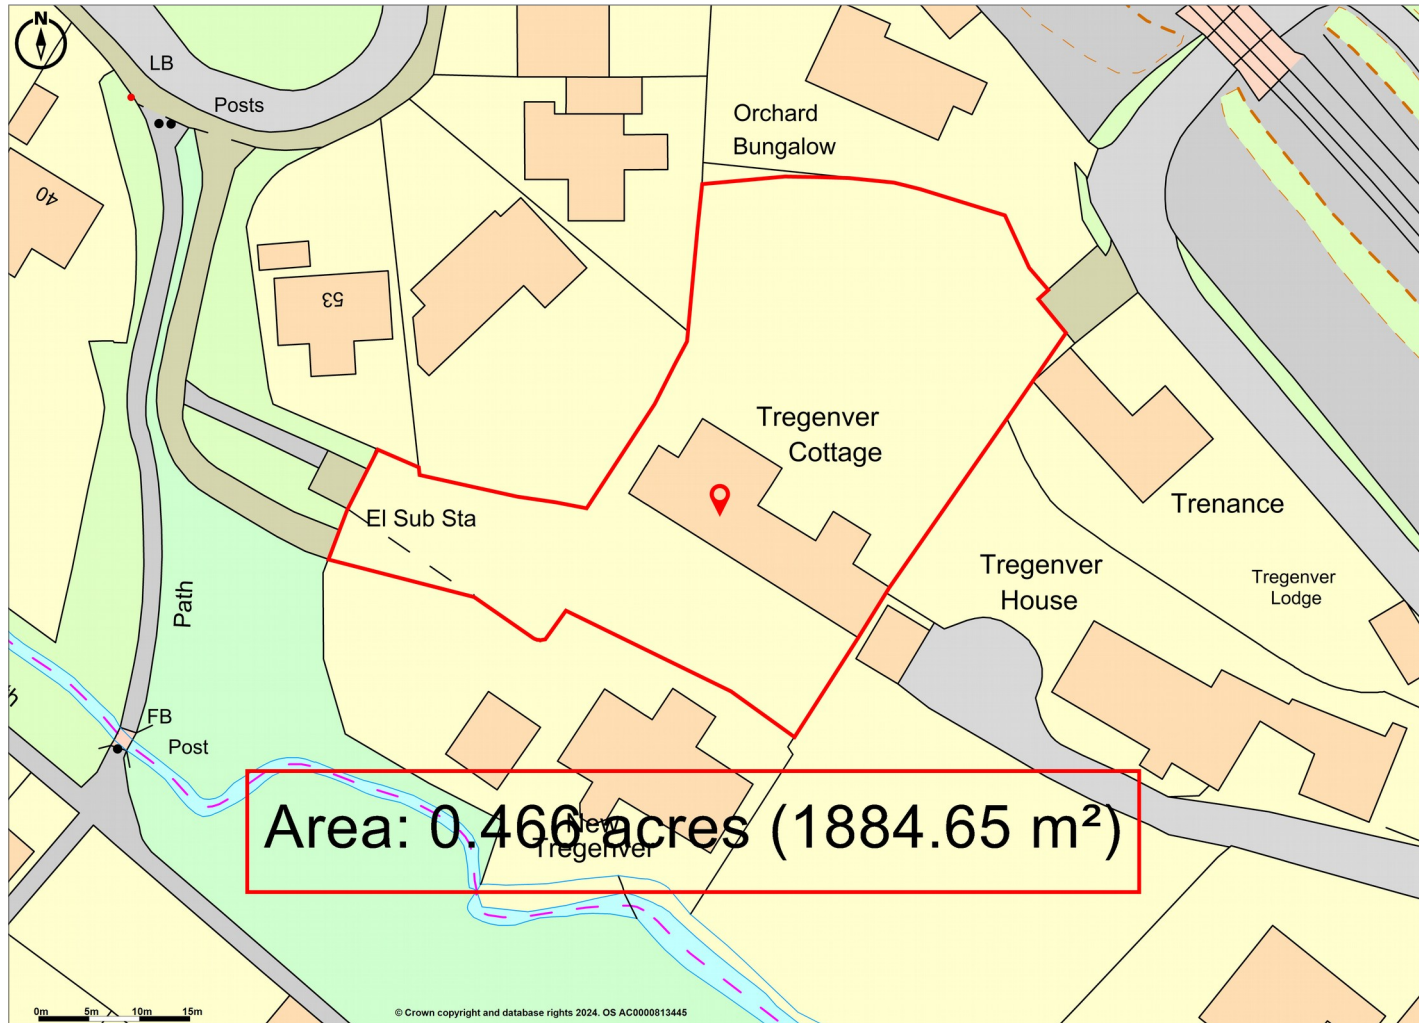 N
LB
Posts
Orchard
Bungalow
40
53
Tregenver
Cottage
El Sub Sta
Trenance
Tregenver
House
Tregenver
Lodge
Path
FB
Post
Area: 0.466 acres (1884.65 m²)
New
Tregenver
0m 5m 10m 15m
© Crown copyright and database rights 2024. OS AC0000813445